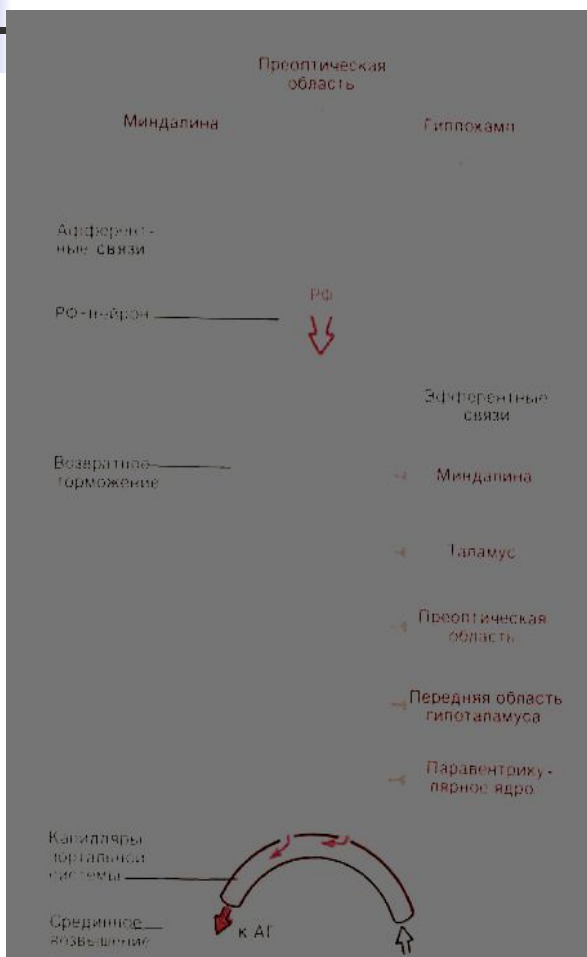 Преоптическая
область
Миндалина
Гиппокамп
Афферент-
ные связи
РФ
РФ-нейрон
Эфферентные
связи
Возвратное
торможение
Миндалина
Таламус
Преоптическая
область
Передняя область
гипоталамуса
Паравентрику-
лярное ядро
Капилляры
портальной
системы
Срединное
возвышение
к АГ